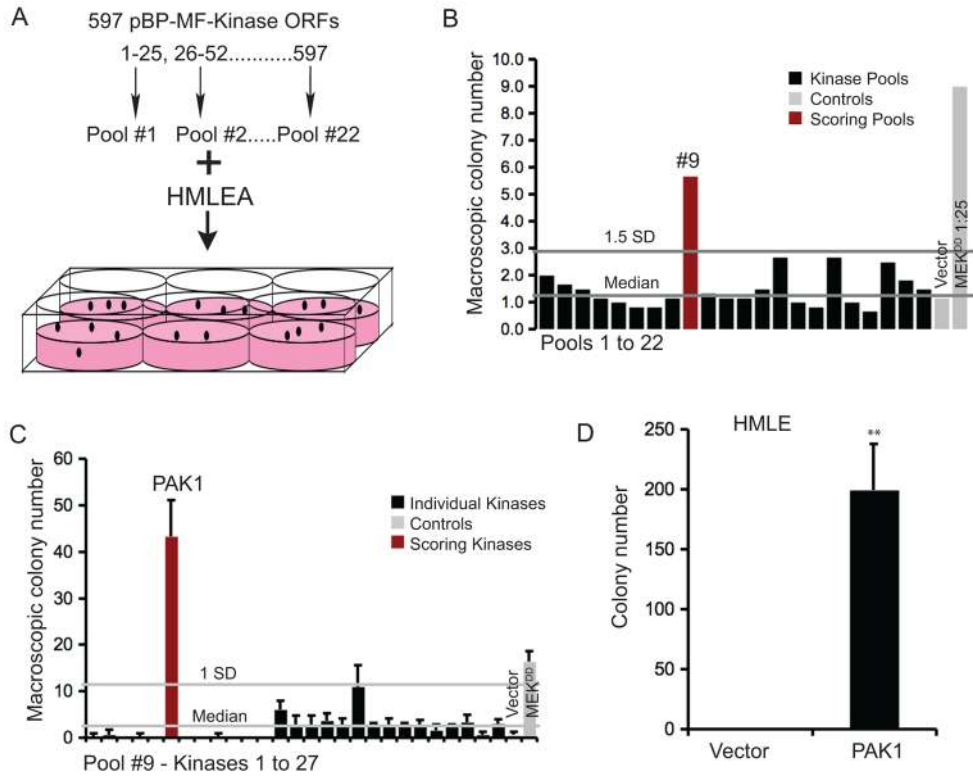 A
597 pBP-MF-Kinase ORFs
1-25, 26-52...........597
Pool #1 Pool #2.....Pool #22
+
HMLEA
B
Macroscopic colony number
10.0
9.0
8.0
7.0
6.0
5.0
4.0
3.0
2.0
1.0
0.0
Kinase Pools
Controls
Scoring Pools
#9
1.5 SD
Median
Vector
MEKDD 1:25
Pools 1 to 22
C
Macroscopic colony number
60
50
40
30
20
10
0
PAK1
Individual Kinases
Controls
Scoring Kinases
1 SD
Median
Vector
MEKDD
Pool #9 - Kinases 1 to 27
D
HMLE
Colony number
250
200
150
100
50
0
**
Vector PAK1